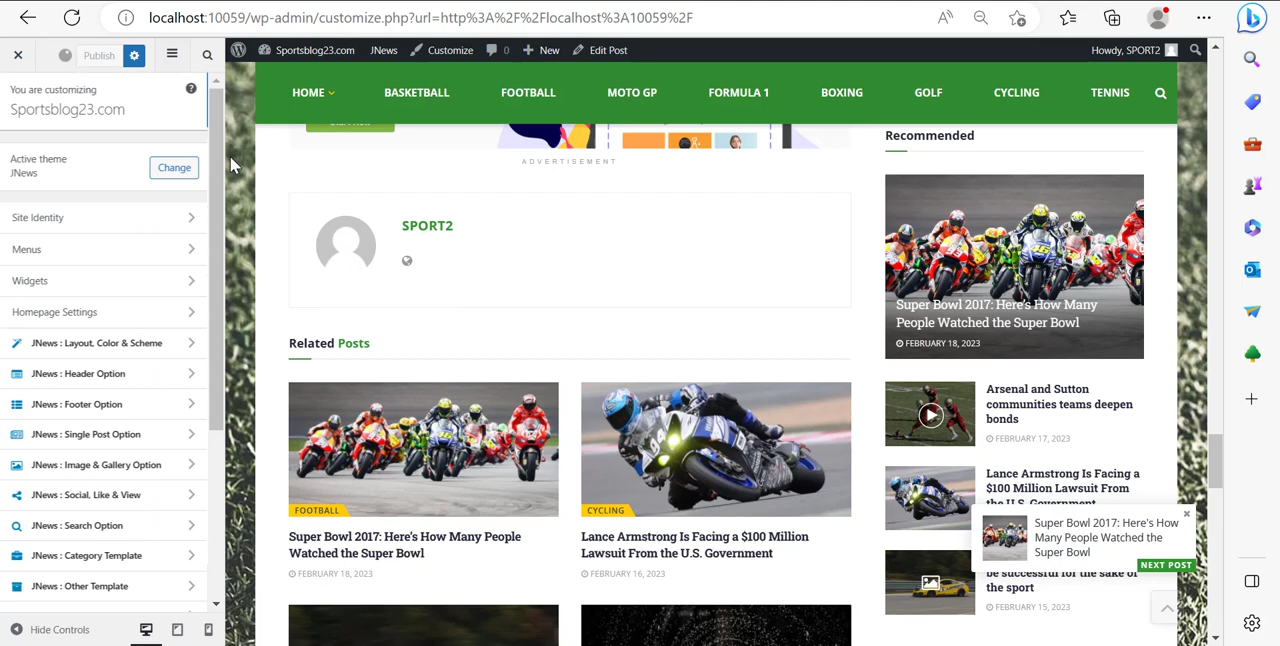 localhost:10059/wp-admin/customize.php?url=http%3A%2F%2Flocalhost%3A10059%2F
Publish
Sportsblog23.com JNews Customize 0 New Edit Post Howdy, SPORT2
You are customizing
Sportsblog23.com
Active theme
JNews
Change
Site Identity
Menus
Widgets
Homepage Settings
JNews : Layout, Color & Scheme
JNews : Header Option
JNews : Footer Option
JNews : Single Post Option
JNews : Image & Gallery Option
JNews : Social, Like & View
JNews : Search Option
JNews : Category Template
JNews : Other Template
Hide Controls
HOME BASKETBALL FOOTBALL MOTO GP FORMULA 1 BOXING GOLF CYCLING TENNIS
ADVERTISEMENT
SPORT2
Related Posts
FOOTBALL
Super Bowl 2017: Here's How Many
People Watched the Super Bowl
FEBRUARY 18, 2023
CYCLING
Lance Armstrong Is Facing a $100 Million
Lawsuit From the U.S. Government
FEBRUARY 16, 2023
Recommended
Super Bowl 2017: Here's How Many
People Watched the Super Bowl
FEBRUARY 18, 2023
Arsenal and Sutton
communities teams deepen
bonds
FEBRUARY 17, 2023
Lance Armstrong Is Facing a
$100 Million Lawsuit From
the U.S. Government
Super Bowl 2017: Here's How
Many People Watched the
Super Bowl
NEXT POST
be successful for the sake of
the sport
FEBRUARY 15, 2023